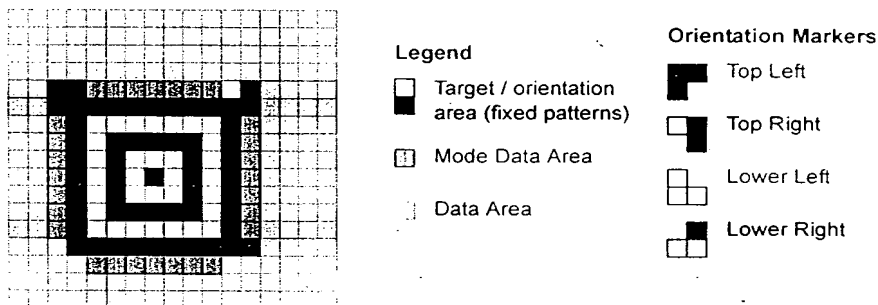 Legend
Target / orientation
area (fixed patterns)
Mode Data Area
Data Area
Orientation Markers
Top Left
Top Right
Lower Left
Lower Right